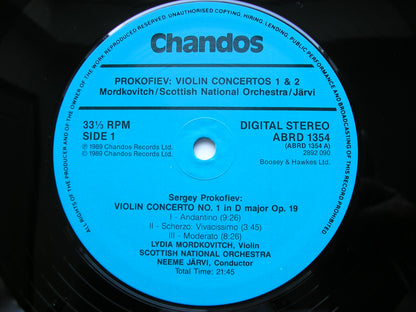 ALL RIGHTS OF THE MANUFACTURER AND OF THE OWNER OF THE WORK REPRODUCED RESERVED. UNAUTHORISED COPYING, HIRING, LENDING, PUBLIC PERFORMANCE AND BROADCASTING OF THIS RECORD PROHIBITED
Chandos
PROKOFIEV: VIOLIN CONCERTOS 1 & 2
Mordkovitch/Scottish National Orchestra/Järvi
33⅓ RPM
SIDE 1
℗ 1989 Chandos Records Ltd.
© 1989 Chandos Records Ltd.
DIGITAL STEREO
ABRD 1354
(ABRD 1354 A)
2892 090
Boosey & Hawkes Ltd.
Sergey Prokofiev:
VIOLIN CONCERTO NO. 1 in D major Op. 19
I - Andantino (9:26)
II - Scherzo: Vivacissimo (3:45)
III - Moderato (8:26)
LYDIA MORDKOVITCH, Violin
SCOTTISH NATIONAL ORCHESTRA
NEEME JÄRVI, Conductor
Total Time: 21:45